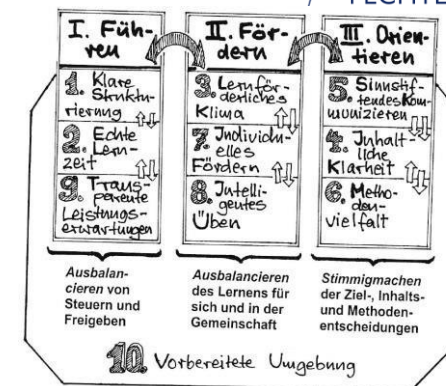 I. Füh-
ren
1. Klare
Struktu-
rierung
2. Echte
Lern-
zeit
9. Trans-
parente
Leistungs-
erwartungen
Ausbalan-
cieren von
Steuern und
Freigeben
II. För-
dern
3. Lernför-
derliches
Klima
7. Individu-
elles
Fördern
8. Intelli-
gentes
Üben
Ausbalancieren
des Lernens für
sich und in der
Gemeinschaft
III. Orien-
tieren
5. Sinnstif-
tendes Kom-
munizieren
4. Inhalt-
liche
Klarheit
6. Metho-
den-
vielfalt
Stimmigmachen
der Ziel-, Inhalts-
und Methoden-
entscheidungen
10. Vorbereitete Umgebung